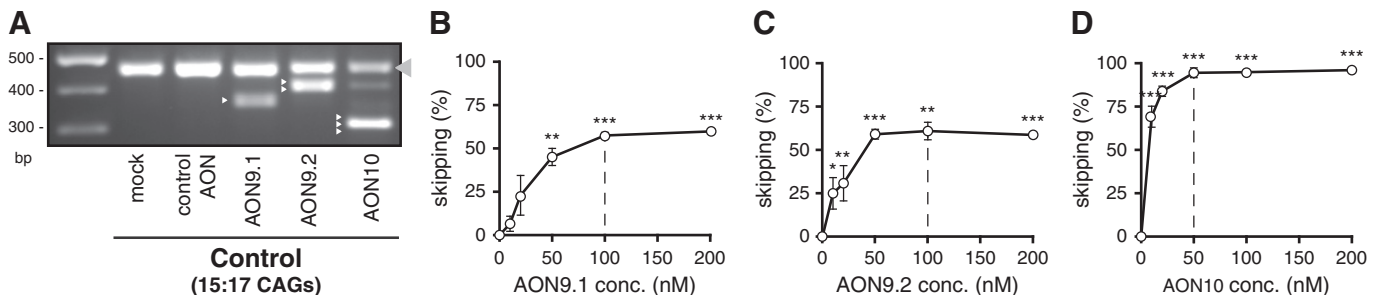 A
500 -
400 -
300 -
bp
mock
control AON
AON9.1
AON9.2
AON10
Control
(15:17 CAGs)
B
skipping (%)
100
75
50
25
0
** *** ***
0 50 100 150 200
AON9.1 conc. (nM)
C
skipping (%)
100
75
50
25
0
* ** *** ** ***
0 50 100 150 200
AON9.2 conc. (nM)
D
skipping (%)
100
75
50
25
0
*** *** *** *** ***
0 50 100 150 200
AON10 conc. (nM)